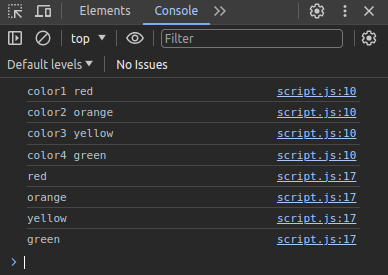 Elements Console
top Filter
Default levels No Issues
color1 red script.js:10
color2 orange script.js:10
color3 yellow script.js:10
color4 green script.js:10
red script.js:17
orange script.js:17
yellow script.js:17
green script.js:17